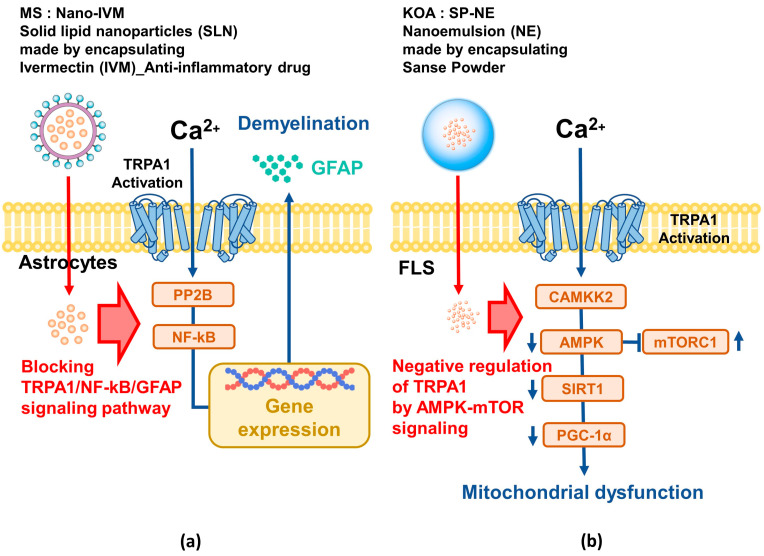 MS : Nano-IVM
Solid lipid nanoparticles (SLN)
made by encapsulating
Ivermectin (IVM)_Anti-inflammatory drug
Ca2+
Demyelination
GFAP
TRPA1
Activation
Astrocytes
PP2B
NF-kB
Blocking
TRPA1/NF-kB/GFAP
signaling pathway
Gene
expression
(a)
KOA : SP-NE
Nanoemulsion (NE)
made by encapsulating
Sanse Powder
Ca2+
TRPA1
Activation
FLS
CAMKK2
AMPK
mTORC1
Negative regulation
of TRPA1
by AMPK-mTOR
signaling
SIRT1
PGC-1α
Mitochondrial dysfunction
(b)